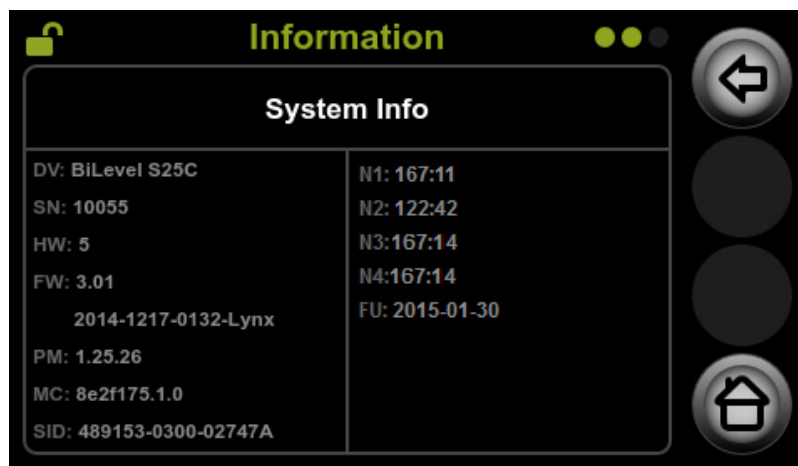 Information
System Info
DV: BiLevel S25C
SN: 10055
HW: 5
FW: 3.01
2014-1217-0132-Lynx
PM: 1.25.26
MC: 8e2f175.1.0
SID: 489153-0300-02747A
N1: 167:11
N2: 122:42
N3:167:14
N4:167:14
FU: 2015-01-30